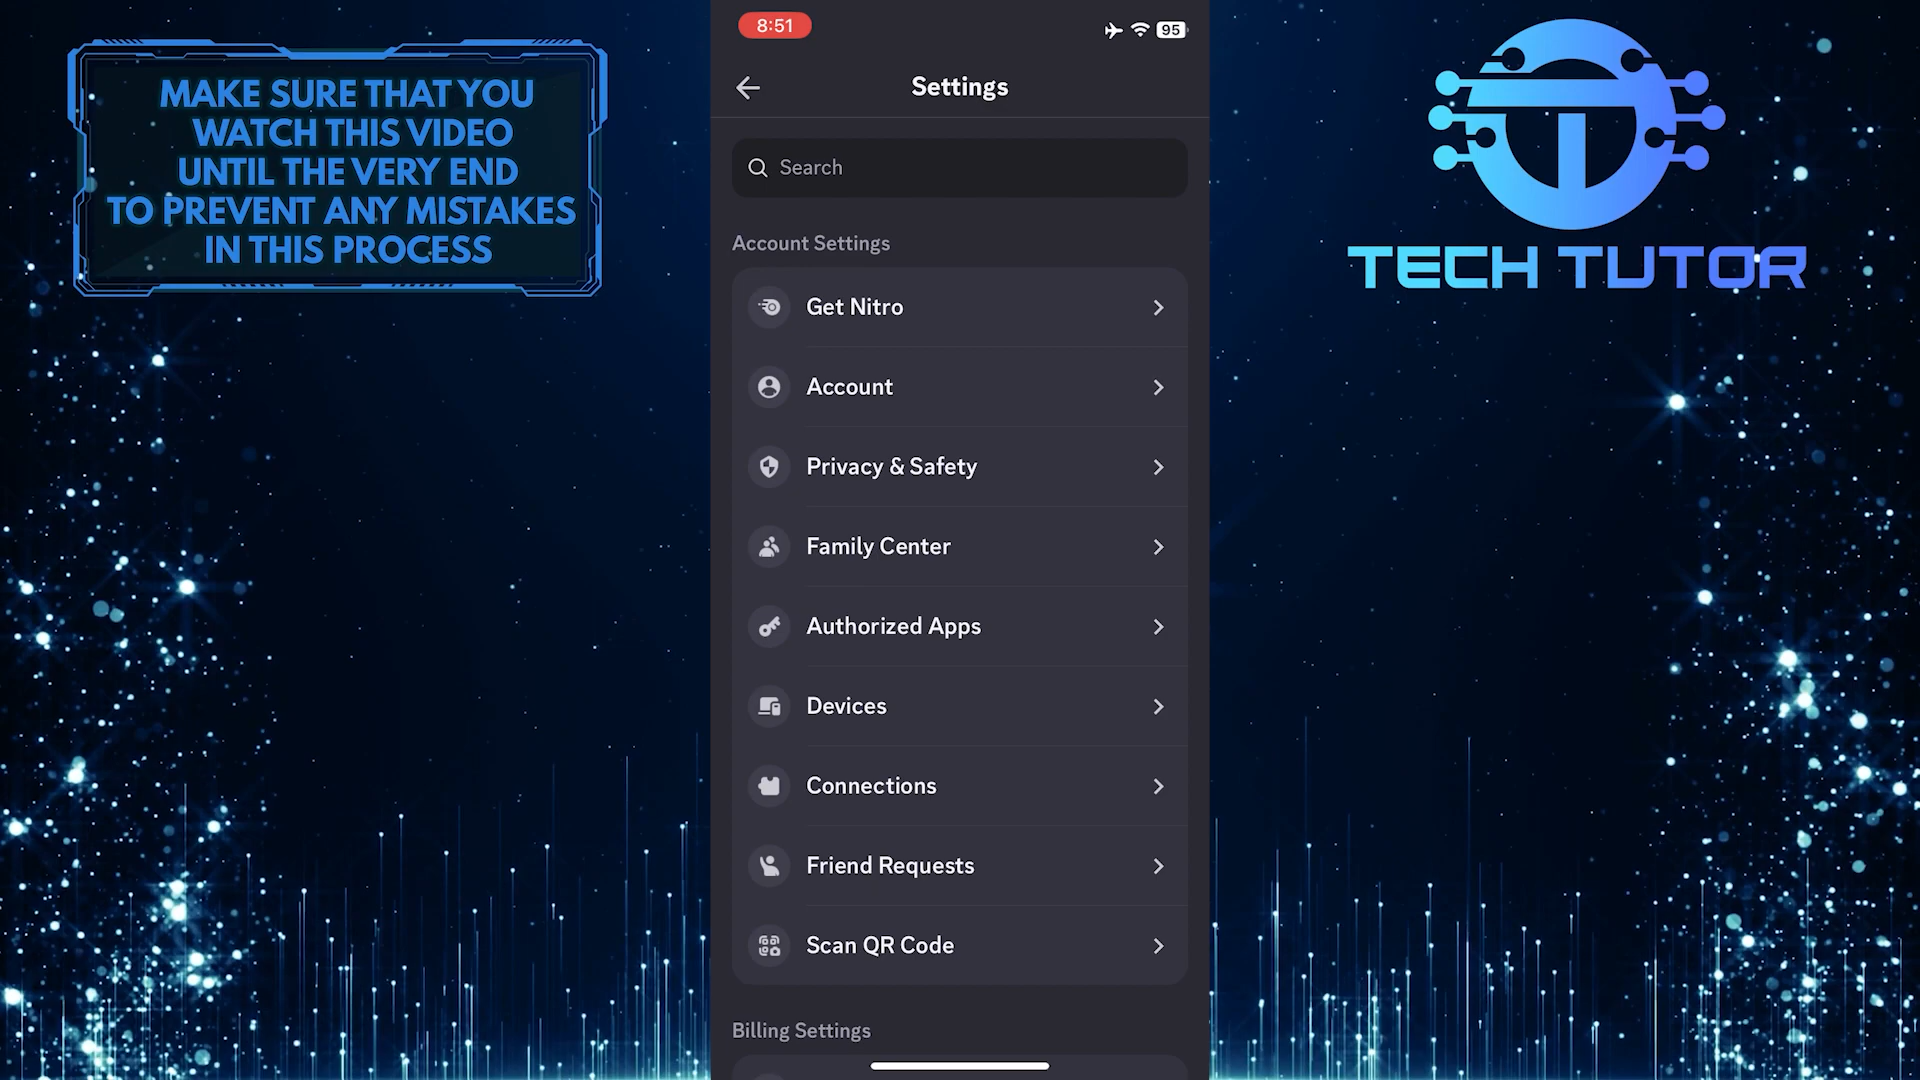 MAKE SURE THAT YOU
WATCH THIS VIDEO
UNTIL THE VERY END
TO PREVENT ANY MISTAKES
IN THIS PROCESS
8:51
95
Settings
Search
Account Settings
Get Nitro
Account
Privacy & Safety
Family Center
Authorized Apps
Devices
Connections
Friend Requests
Scan QR Code
Billing Settings
TECH TUTOR